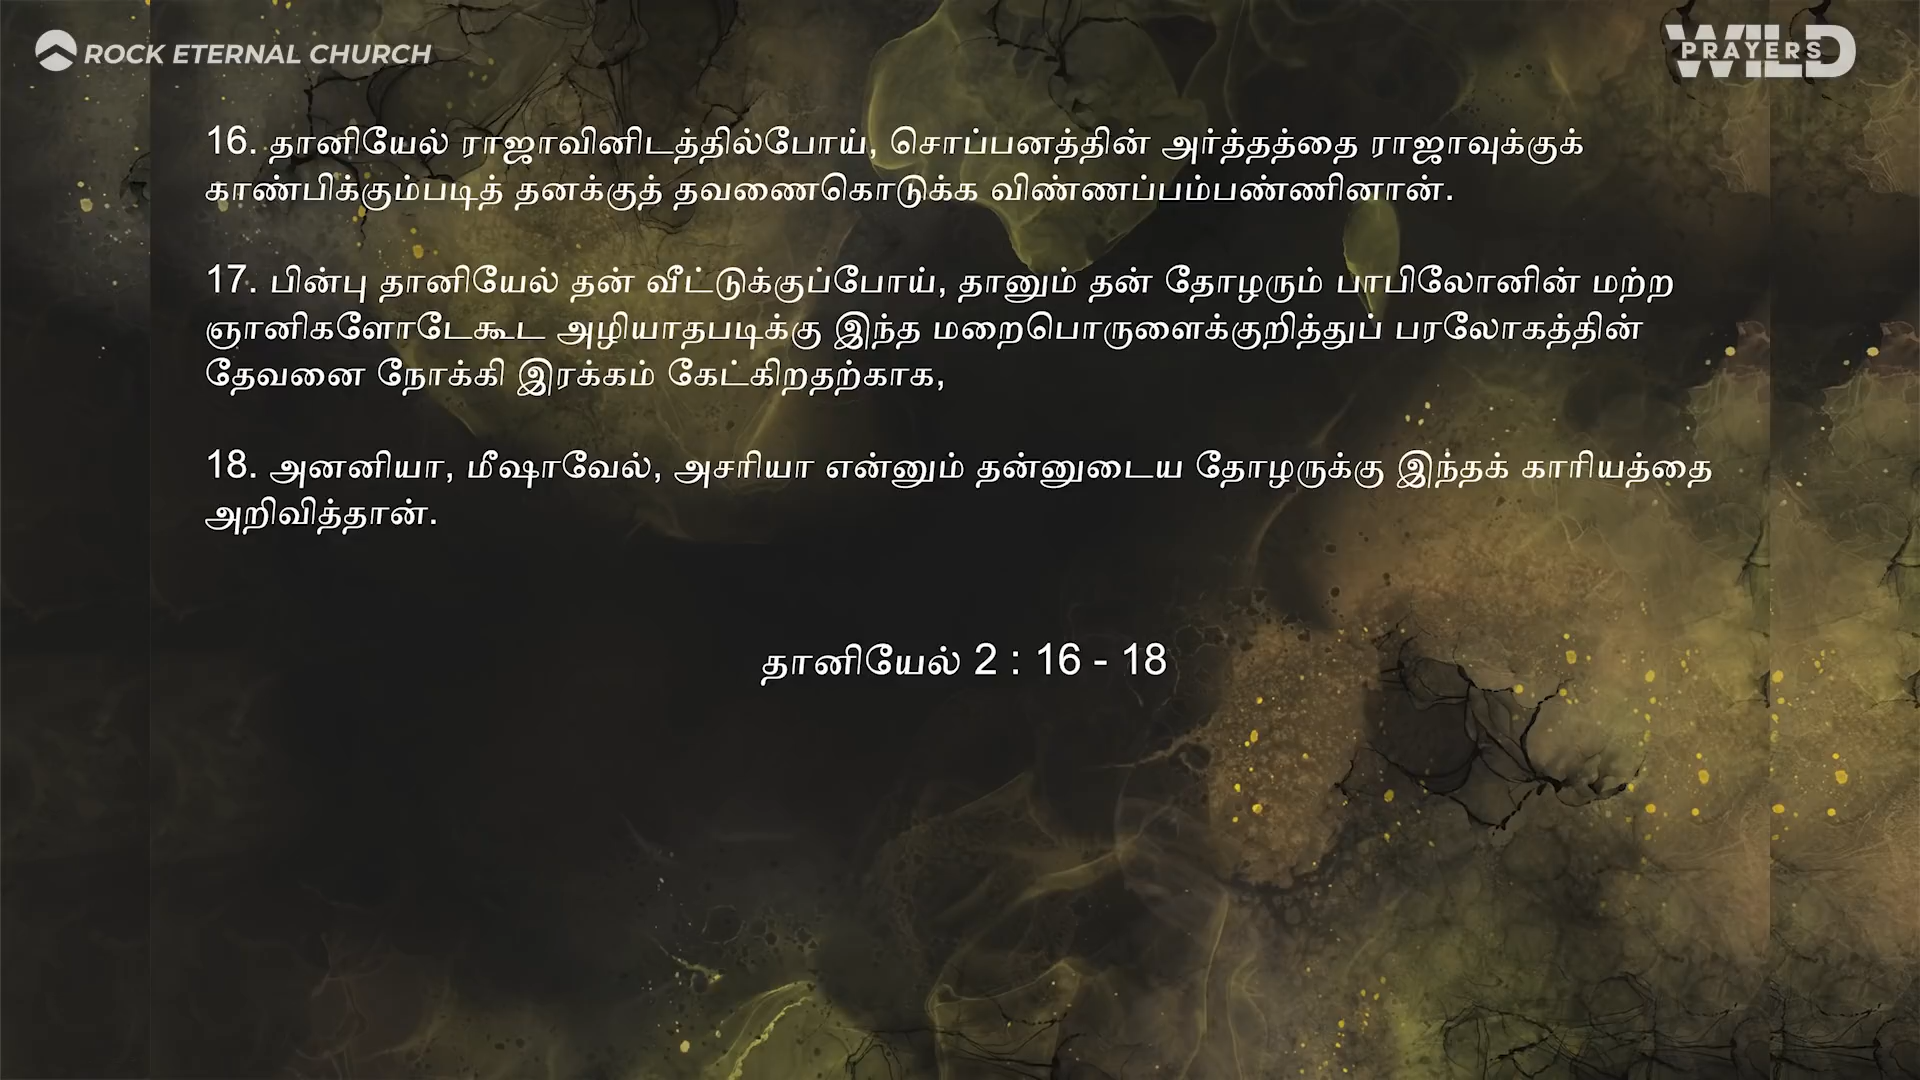 ROCK ETERNAL CHURCH
WILD
PRAYERS
16. தானியேல் ராஜாவினிடத்தில்போய், சொப்பனத்தின் அர்த்தத்தை ராஜாவுக்குக்
காண்பிக்கும்படித் தனக்குத் தவணைகொடுக்க விண்ணப்பம்பண்ணினான்.
17. பின்பு தானியேல் தன் வீட்டுக்குப்போய், தானும் தன் தோழரும் பாபிலோனின் மற்ற
ஞானிகளோடேகூட அழியாதபடிக்கு இந்த மறைபொருளைக்குறித்துப் பரலோகத்தின்
தேவனை நோக்கி இரக்கம் கேட்கிறதற்காக,
18. அனனியா, மீஷாவேல், அசரியா என்னும் தன்னுடைய தோழருக்கு இந்தக் காரியத்தை
அறிவித்தான்.
தானியேல் 2 : 16 - 18